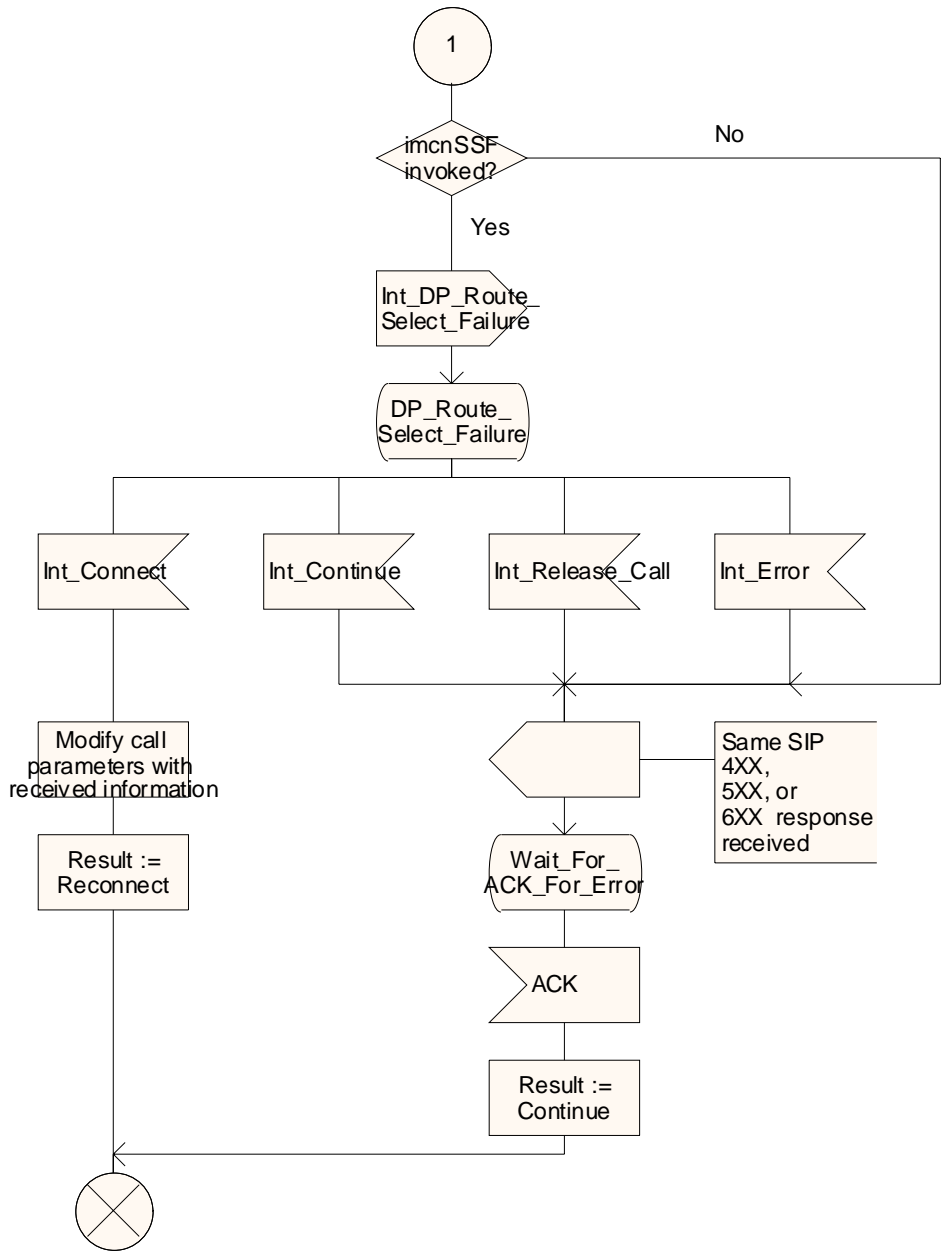 1
imcnSSF
invoked?
No
Yes
Int_DP_Route_
Select_Failure
DP_Route_
Select_Failure
Int_Connect
Int_Continue
Int_Release_Call
Int_Error
Modify call
parameters with
received information
Same SIP
4XX,
5XX, or
6XX response
received
Result :=
Reconnect
Wait_For_
ACK_For_Error
ACK
Result :=
Continue